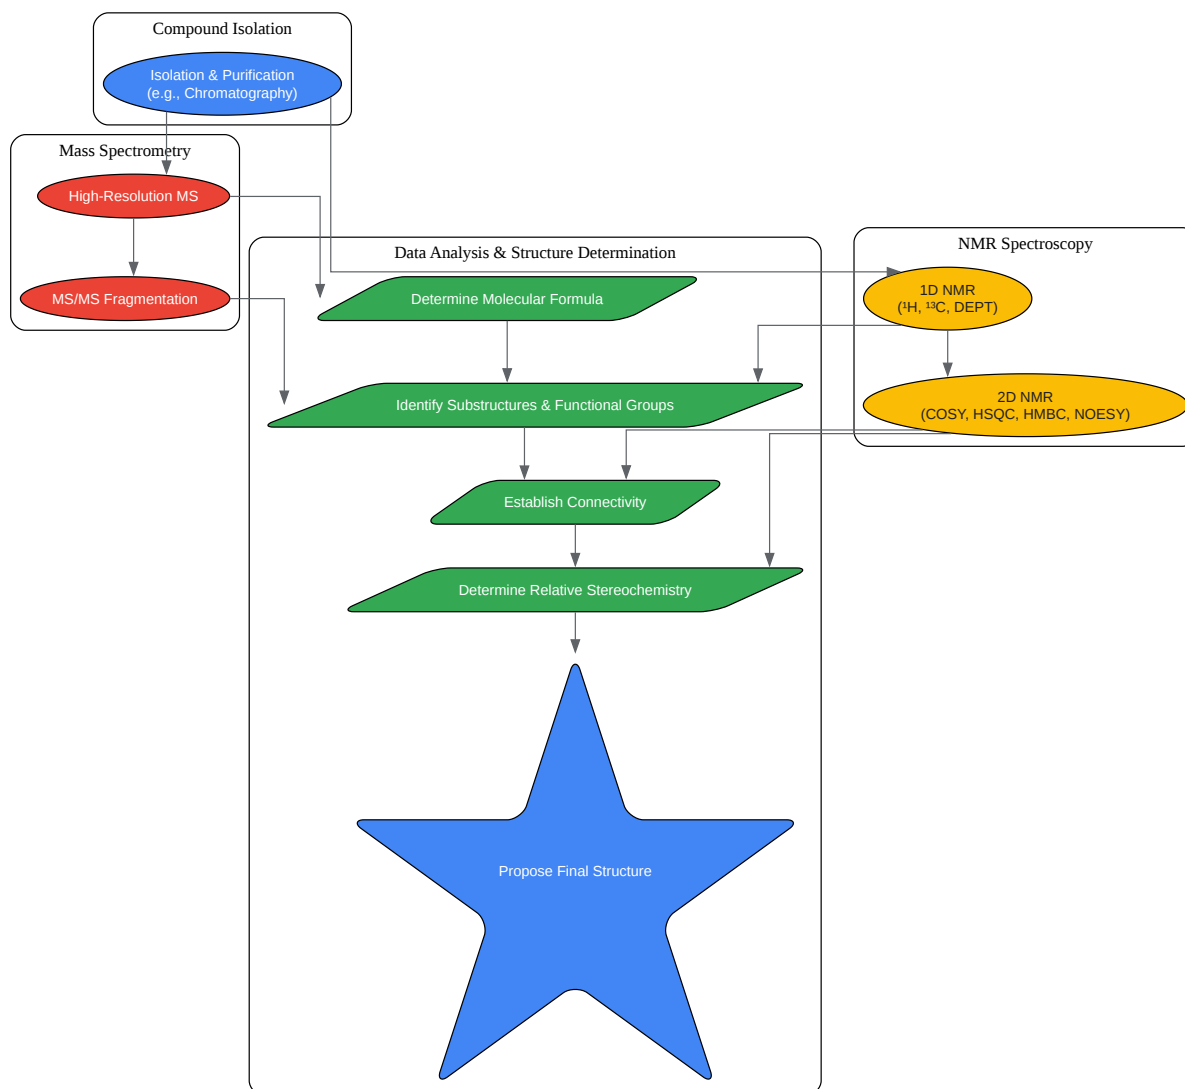 Compound Isolation
Isolation & Purification
(e.g., Chromatography)
Mass Spectrometry
High-Resolution MS
MS/MS Fragmentation
Data Analysis & Structure Determination
Determine Molecular Formula
Identify Substructures & Functional Groups
Establish Connectivity
Determine Relative Stereochemistry
Propose Final Structure
NMR Spectroscopy
1D NMR
(¹H, ¹³C, DEPT)
2D NMR
(COSY, HSQC, HMBC, NOESY)